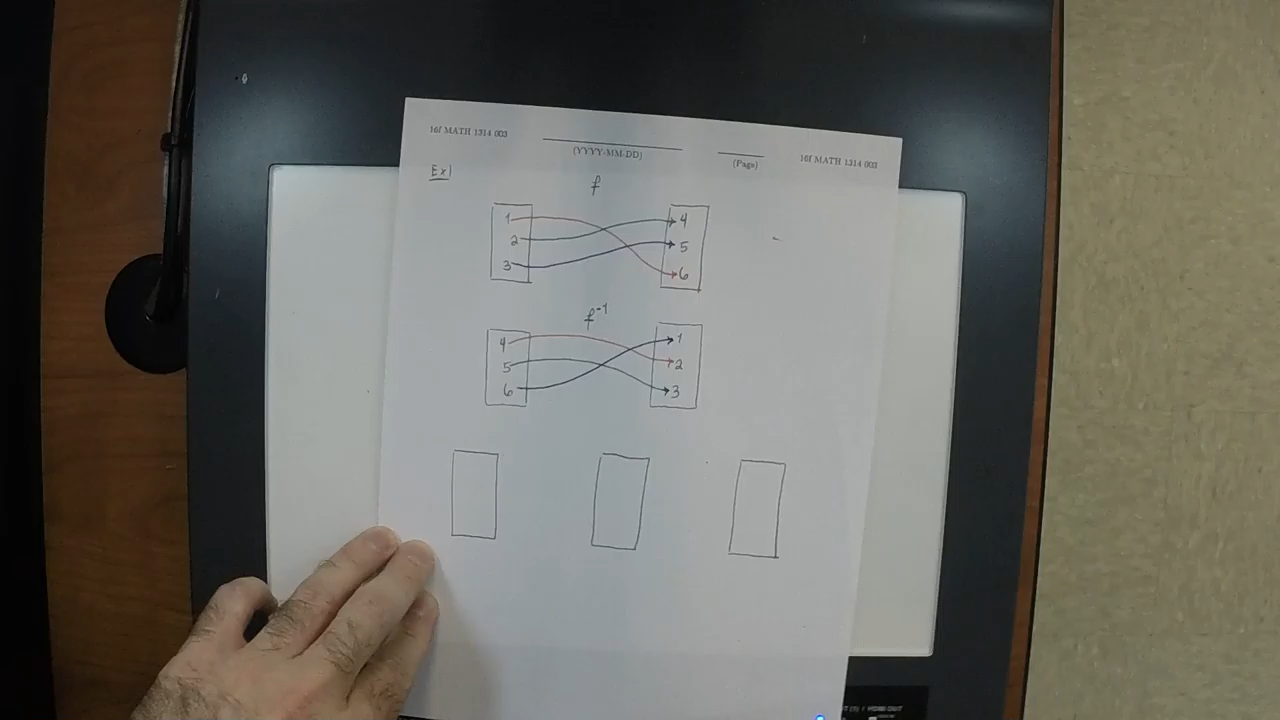 16f MATH 1314 003 (YYYY-MM-DD) (Page) 16f MATH 1314 003
Ex1
f
1 4
2 5
3 6
f⁻¹
4 1
5 2
6 3